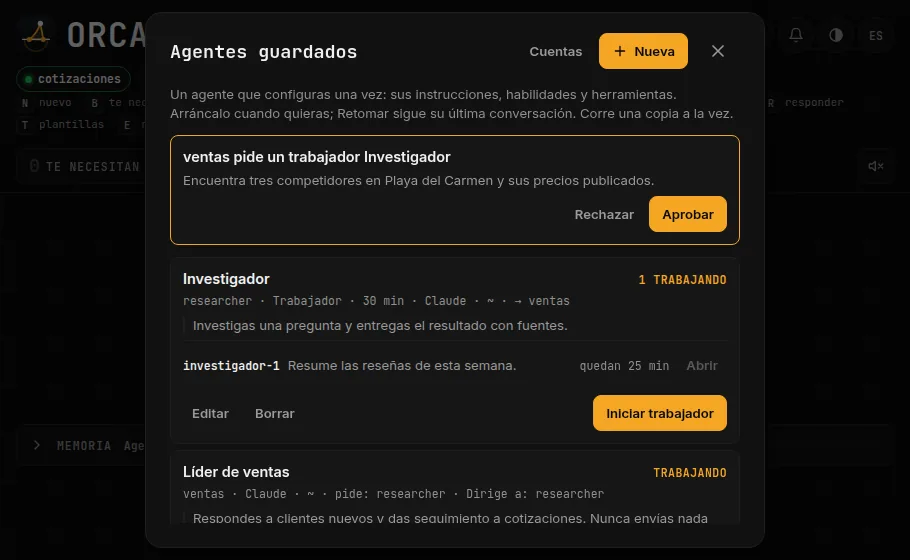 ORCA
Agentes guardados
Cuentas
+ Nueva
ES
cotizaciones
Un agente que configuras una vez: sus instrucciones, habilidades y herramientas.
N nuevo B te nec
R responder
Arráncalo cuando quieras; Retomar sigue su última conversación. Corre una copia a la vez.
T plantillas E
ventas pide un trabajador Investigador
0 TE NECESITAN
Encuentra tres competidores en Playa del Carmen y sus precios publicados.
Rechazar
Aprobar
Investigador
1 TRABAJANDO
researcher · Trabajador · 30 min · Claude · ~ · → ventas
Investigas una pregunta y entregas el resultado con fuentes.
investigador-1 Resume las reseñas de esta semana.
quedan 25 min
Abrir
Editar
Borrar
Iniciar trabajador
MEMORIA Age
Líder de ventas
TRABAJANDO
ventas · Claude · ~ · pide: researcher · Dirige a: researcher
Respondes a clientes nuevos y das seguimiento a cotizaciones. Nunca envías nada